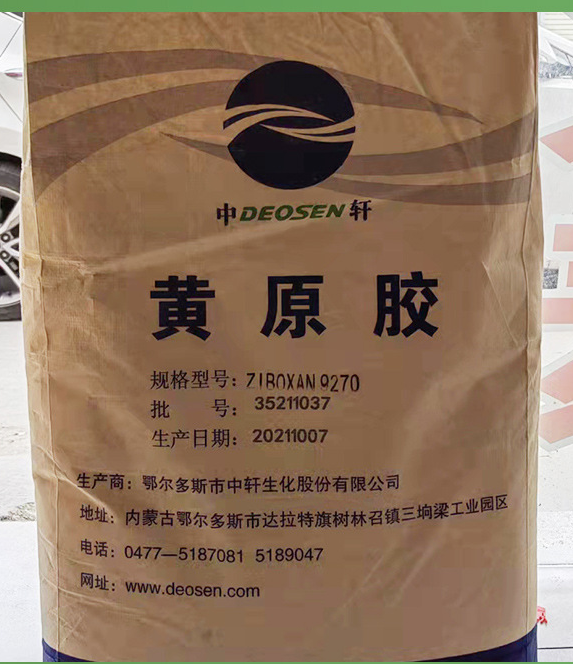 中DEOSEN轩
黄原胶
规格型号：ZIBOXAN 9270
批 号：35211037
生产日期：20211007
生产商：鄂尔多斯市中轩生化股份有限公司
地址：内蒙古鄂尔多斯市达拉特旗树林召镇三垧梁工业园区
电话：0477—5187081 5189047
网址：www.deosen.com